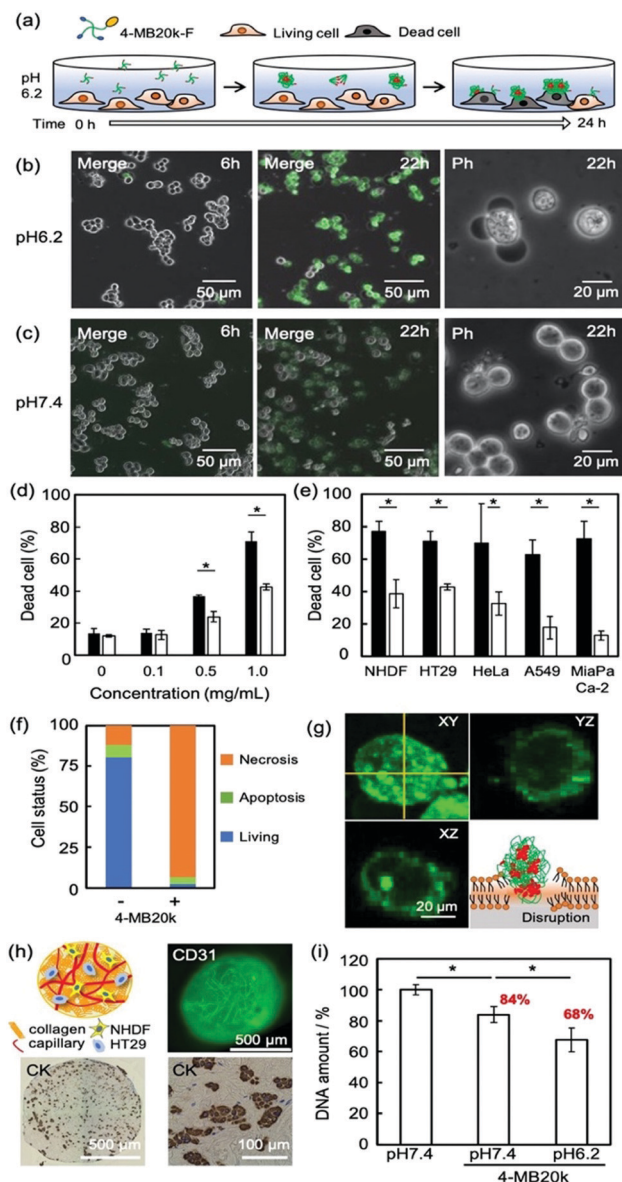 (a)
4-MB20k-F
Living cell
Dead cell
pH
6.2
Time 0 h
24 h
(b)
pH6.2
Merge 6h
50 µm
Merge 22h
50 µm
Ph 22h
20 µm
(c)
pH7.4
Merge 6h
50 µm
Merge 22h
50 µm
Ph 22h
20 µm
(d)
Dead cell (%)
80
60
40
20
0
*
*
0 0.1 0.5 1.0
Concentration (mg/mL)
(e)
Dead cell (%)
80
60
40
20
0
* * * * *
NHDF HT29 HeLa A549 MiaPa
Ca-2
(f)
Cell status (%)
100
75
50
25
0
Necrosis
Apoptosis
Living
- +
4-MB20k
(g)
XY
YZ
XZ
20 µm
Disruption
(h)
collagen NHDF
capillary HT29
CD31
500 µm
CK
500 µm
CK
100 µm
(i)
DNA amount / %
120
100
80
60
40
20
0
* *
84%
68%
pH7.4 pH7.4 pH6.2
4-MB20k